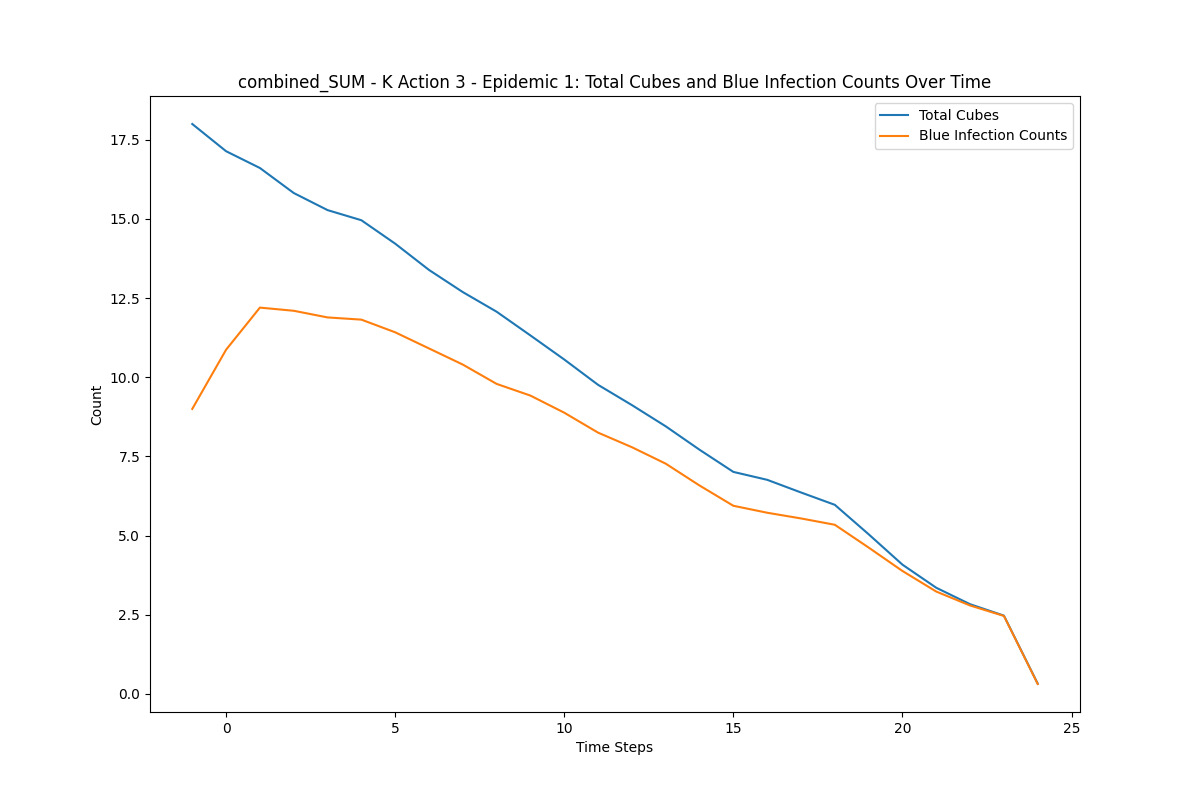 combined_SUM - K Action 3 - Epidemic 1: Total Cubes and Blue Infection Counts Over Time
Total Cubes
Blue Infection Counts
17.5
15.0
12.5
10.0
7.5
5.0
2.5
0.0
Count
0 5 10 15 20 25
Time Steps